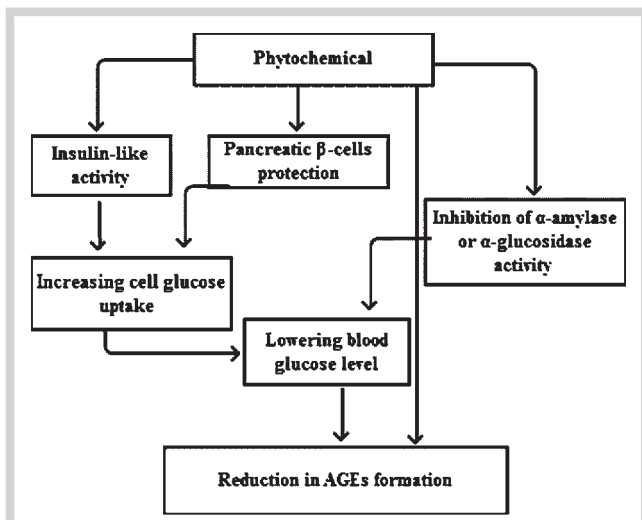 Phytochemical
Insulin-like
activity
Pancreatic β-cells
protection
Inhibition of α-amylase
or α-glucosidase
activity
Increasing cell glucose
uptake
Lowering blood
glucose level
Reduction in AGEs formation